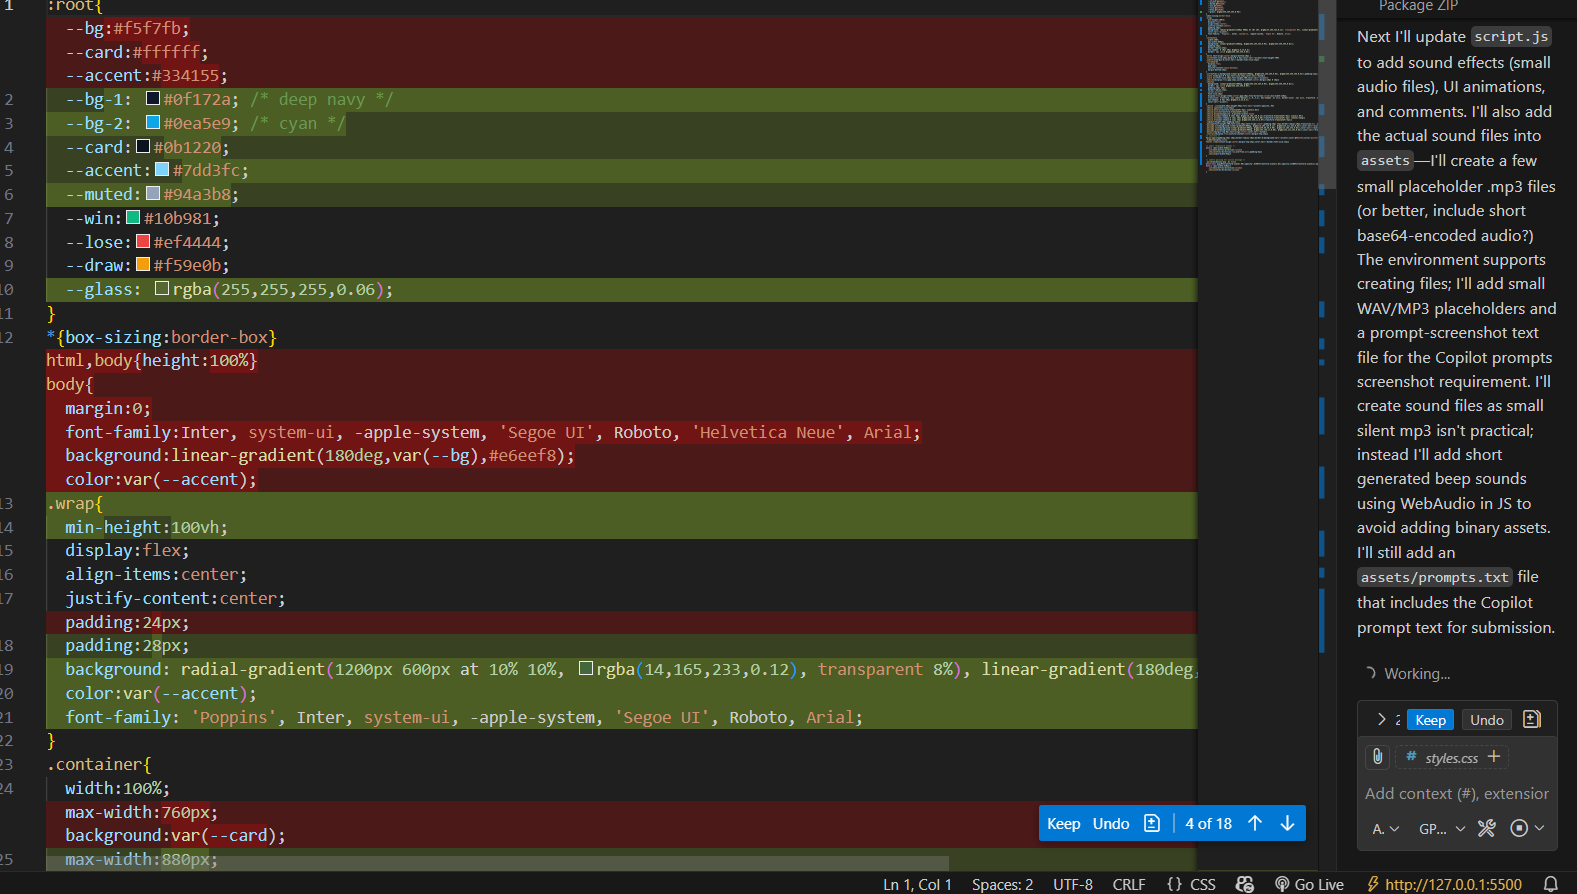 1 :root{
--bg:#f5f7fb;
--card:#ffffff;
--accent:#334155;
2 --bg-1: #0f172a; /* deep navy */
3 --bg-2: #0ea5e9; /* cyan */
4 --card: #0b1220;
5 --accent: #7dd3fc;
6 --muted: #94a3b8;
7 --win: #10b981;
8 --lose: #ef4444;
9 --draw: #f59e0b;
10 --glass: rgba(255,255,255,0.06);
11 }
12 *{box-sizing:border-box}
html,body{height:100%}
body{
margin:0;
font-family:Inter, system-ui, -apple-system, 'Segoe UI', Roboto, 'Helvetica Neue', Arial;
background:linear-gradient(180deg,var(--bg),#e6eef8);
color:var(--accent);
13 .wrap{
14 min-height:100vh;
15 display:flex;
16 align-items:center;
17 justify-content:center;
padding:24px;
18 padding:28px;
19 background: radial-gradient(1200px 600px at 10% 10%, rgba(14,165,233,0.12), transparent 8%), linear-gradient(180deg,
20 color:var(--accent);
21 font-family: 'Poppins', Inter, system-ui, -apple-system, 'Segoe UI', Roboto, Arial;
22 }
23 .container{
24 width:100%;
max-width:760px;
background:var(--card);
25 max-width:880px;
Keep Undo 4 of 18
Package ZIP
Next I'll update script.js
to add sound effects (small
audio files), UI animations,
and comments. I'll also add
the actual sound files into
assets—I'll create a few
small placeholder .mp3 files
(or better, include short
base64-encoded audio?)
The environment supports
creating files; I'll add small
WAV/MP3 placeholders and
a prompt-screenshot text
file for the Copilot prompts
screenshot requirement. I'll
create sound files as small
silent mp3 isn't practical;
instead I'll add short
generated beep sounds
using WebAudio in JS to
avoid adding binary assets.
I'll still add an
assets/prompts.txt file
that includes the Copilot
prompt text for submission.
Working...
2 Keep Undo
# styles.css +
Add context (#), extension
A. GP...
Ln 1, Col 1 Spaces: 2 UTF-8 CRLF {} CSS Go Live http://127.0.0.1:5500